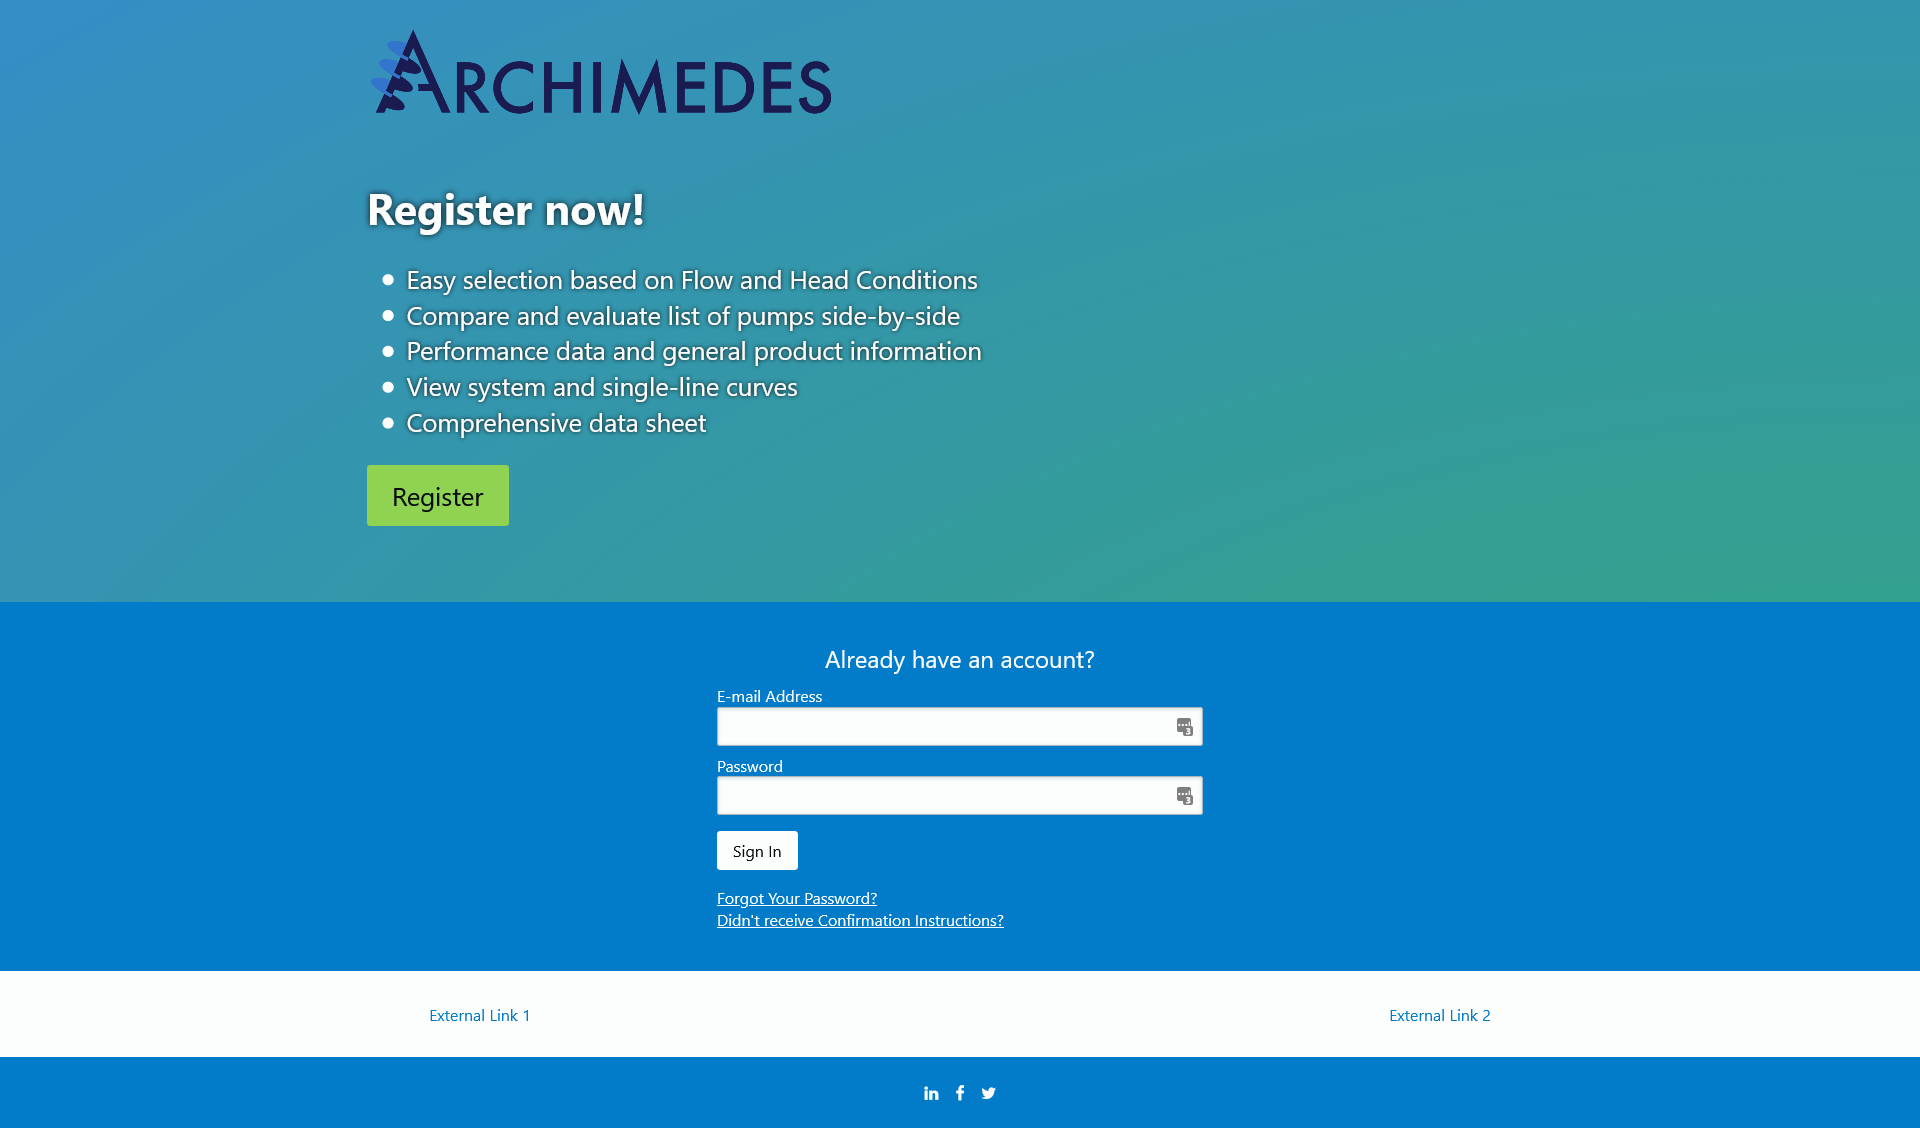 ARCHIMEDES
Register now!
Easy selection based on Flow and Head Conditions
Compare and evaluate list of pumps side-by-side
Performance data and general product information
View system and single-line curves
Comprehensive data sheet
Register
Already have an account?
E-mail Address
3
Password
3
Sign In
Forgot Your Password?
Didn't receive Confirmation Instructions?
External Link 1
External Link 2